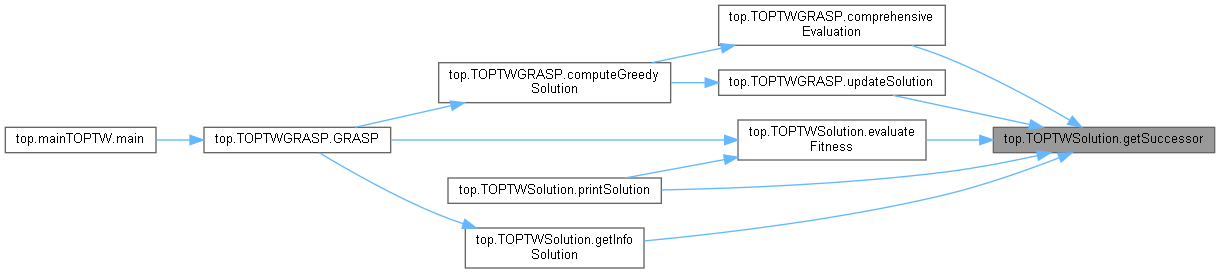 top.TOPTWGRASP.comprehensive
Evaluation
top.TOPTWGRASP.computeGreedy
Solution
top.TOPTWGRASP.updateSolution
top.mainTOPTW.main
top.TOPTWGRASP.GRASP
top.TOPTWSolution.evaluate
Fitness
top.TOPTWSolution.getSuccessor
top.TOPTWSolution.printSolution
top.TOPTWSolution.getInfo
Solution